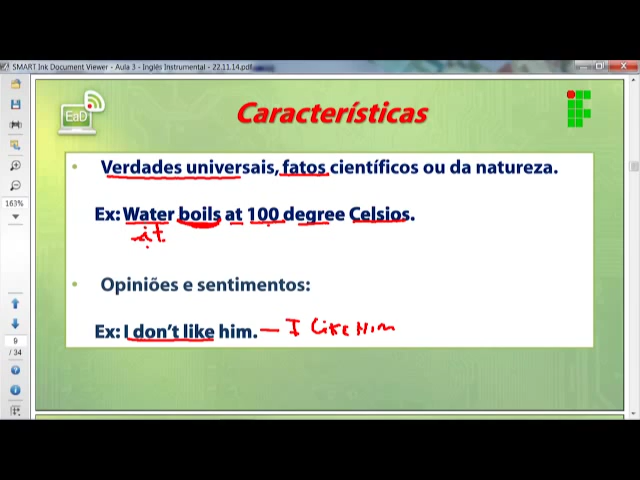 SMART Ink Document Viewer - Aula 3 - Inglês Instrumental - 22.11.14.pdf
EaD
Características
• Verdades universais, fatos científicos ou da natureza.
Ex: Water boils at 100 degree Celsios.
it
• Opiniões e sentimentos:
Ex: I don't like him. — I Like Him
163%
9
/ 34